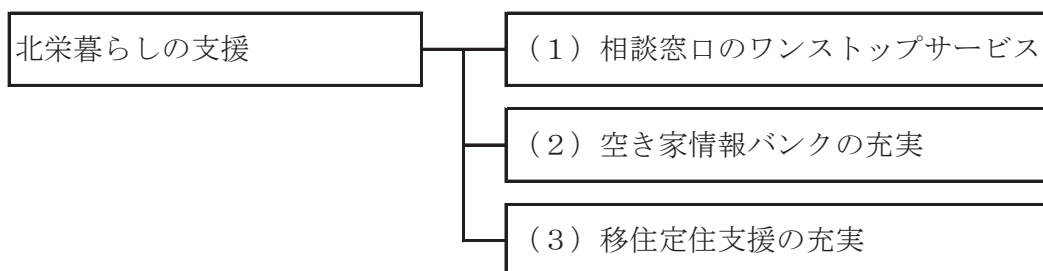 北栄暮らしの支援
（１）相談窓口のワンストップサービス
（２）空き家情報バンクの充実
（３）移住定住支援の充実